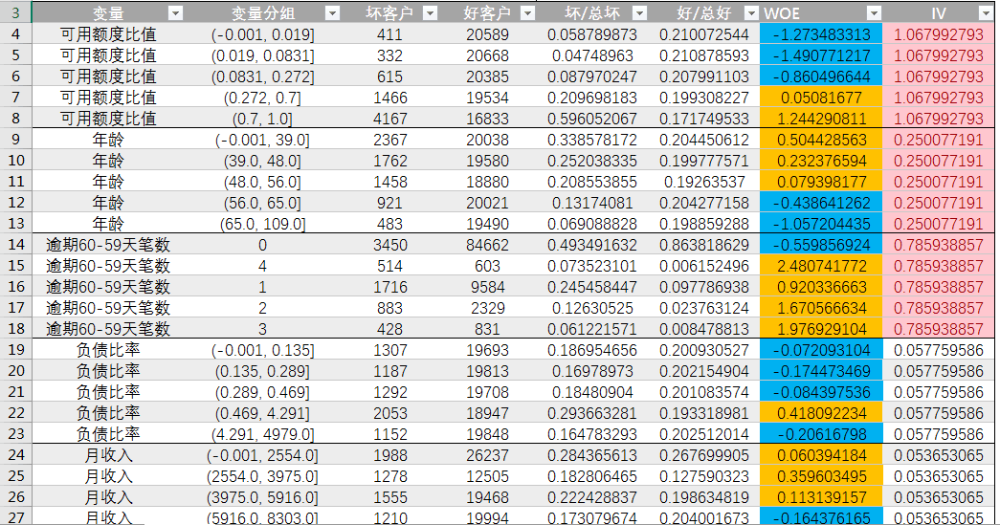 3 变量 变量分组 坏客户 好客户 坏/总坏 好/总好 WOE IV
4 可用额度比值 (-0.001, 0.019] 411 20589 0.058789873 0.210072544 -1.273483313 1.067992793
5 可用额度比值 (0.019, 0.0831] 332 20668 0.04748963 0.210878593 -1.490771217 1.067992793
6 可用额度比值 (0.0831, 0.272] 615 20385 0.087970247 0.207991103 -0.860496644 1.067992793
7 可用额度比值 (0.272, 0.7] 1466 19534 0.209698183 0.199308227 0.05081677 1.067992793
8 可用额度比值 (0.7, 1.0] 4167 16833 0.596052067 0.171749533 1.244290811 1.067992793
9 年龄 (-0.001, 39.0] 2367 20038 0.338578172 0.204450612 0.504428563 0.250077191
10 年龄 (39.0, 48.0] 1762 19580 0.252038335 0.199777571 0.232376594 0.250077191
11 年龄 (48.0, 56.0] 1458 18880 0.208553855 0.19263537 0.079398177 0.250077191
12 年龄 (56.0, 65.0] 921 20021 0.13174081 0.204277158 -0.438641262 0.250077191
13 年龄 (65.0, 109.0] 483 19490 0.069088828 0.198859288 -1.057204435 0.250077191
14 逾期60-59天笔数 0 3450 84662 0.493491632 0.863818629 -0.559856924 0.785938857
15 逾期60-59天笔数 4 514 603 0.073523101 0.006152496 2.480741772 0.785938857
16 逾期60-59天笔数 1 1716 9584 0.245458447 0.097786938 0.920336663 0.785938857
17 逾期60-59天笔数 2 883 2329 0.12630525 0.023763124 1.670566634 0.785938857
18 逾期60-59天笔数 3 428 831 0.061221571 0.008478813 1.976929104 0.785938857
19 负债比率 (-0.001, 0.135] 1307 19693 0.186954656 0.200930527 -0.072093104 0.057759586
20 负债比率 (0.135, 0.289] 1187 19813 0.16978973 0.202154904 -0.174473469 0.057759586
21 负债比率 (0.289, 0.469] 1292 19708 0.18480904 0.201083574 -0.084397536 0.057759586
22 负债比率 (0.469, 4.291] 2053 18947 0.293663281 0.193318981 0.418092234 0.057759586
23 负债比率 (4.291, 4979.0] 1152 19848 0.164783293 0.202512014 -0.20616798 0.057759586
24 月收入 (-0.001, 2554.0] 1988 26237 0.284365613 0.267699905 0.060394184 0.053653065
25 月收入 (2554.0, 3975.0] 1278 12505 0.182806465 0.127590323 0.359603495 0.053653065
26 月收入 (3975.0, 5916.0] 1555 19468 0.222428837 0.198634819 0.113139157 0.053653065
27 月收入 (5916.0, 8303.0] 1210 19994 0.173079674 0.204001673 -0.164376165 0.053653065